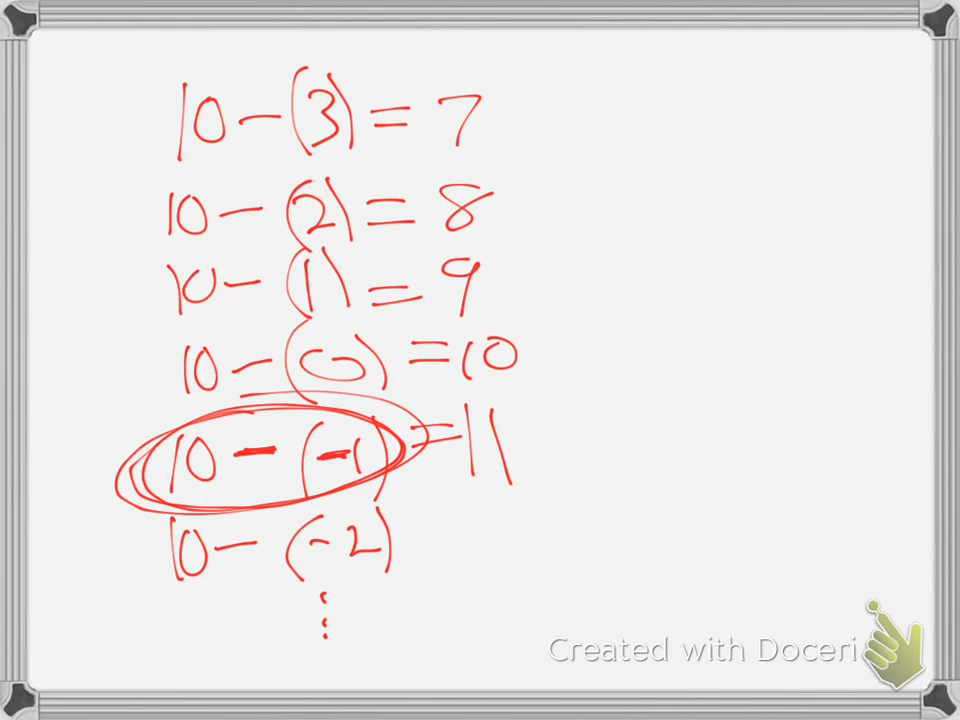 10 - (3) = 7
10 - (2) = 8
10 - (1) = 9
10 - (0) = 10
10 - (-1) = 11
10 - (-2)
⋮
Created with Doceri